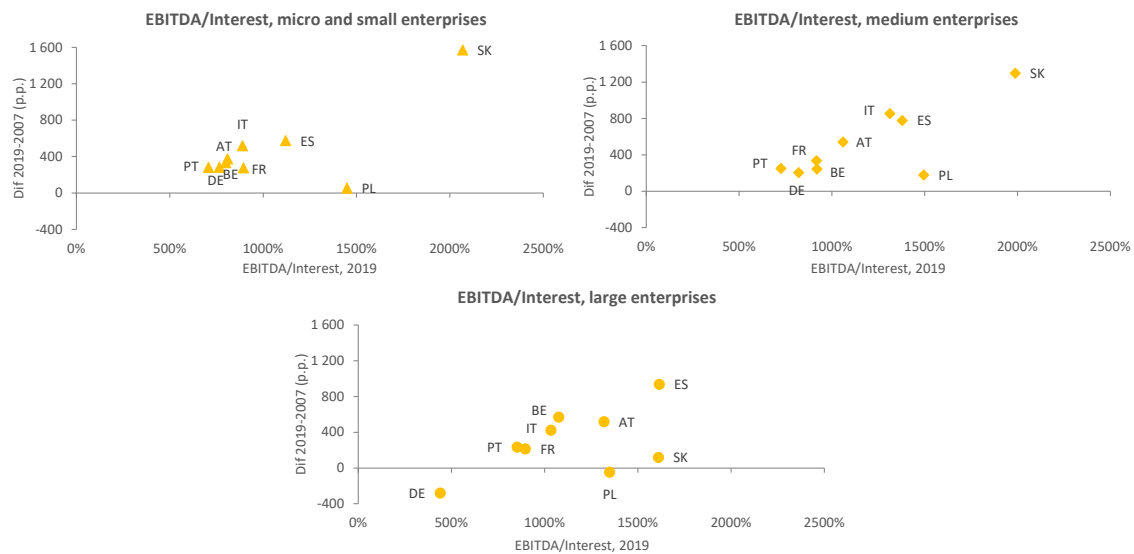 EBITDA/Interest, micro and small enterprises
Dif 2019-2007 (p.p.)
1 600
1 200
800
400
0
-400
SK
IT
ES
AT
PT
DE
BE
FR
PL
500%
1000%
1500%
2000%
2500%
EBITDA/Interest, 2019
EBITDA/Interest, medium enterprises
Dif 2019-2007 (p.p.)
1 600
1 200
800
400
0
-400
SK
IT
ES
AT
FR
PT
BE
DE
PL
0%
500%
1000%
1500%
2000%
2500%
EBITDA/Interest, 2019
EBITDA/Interest, large enterprises
Dif 2019-2007 (p.p.)
1 600
1 200
800
400
0
-400
ES
BE
AT
IT
PT
FR
SK
PL
DE
0%
500%
1000%
1500%
2000%
2500%
EBITDA/Interest, 2019